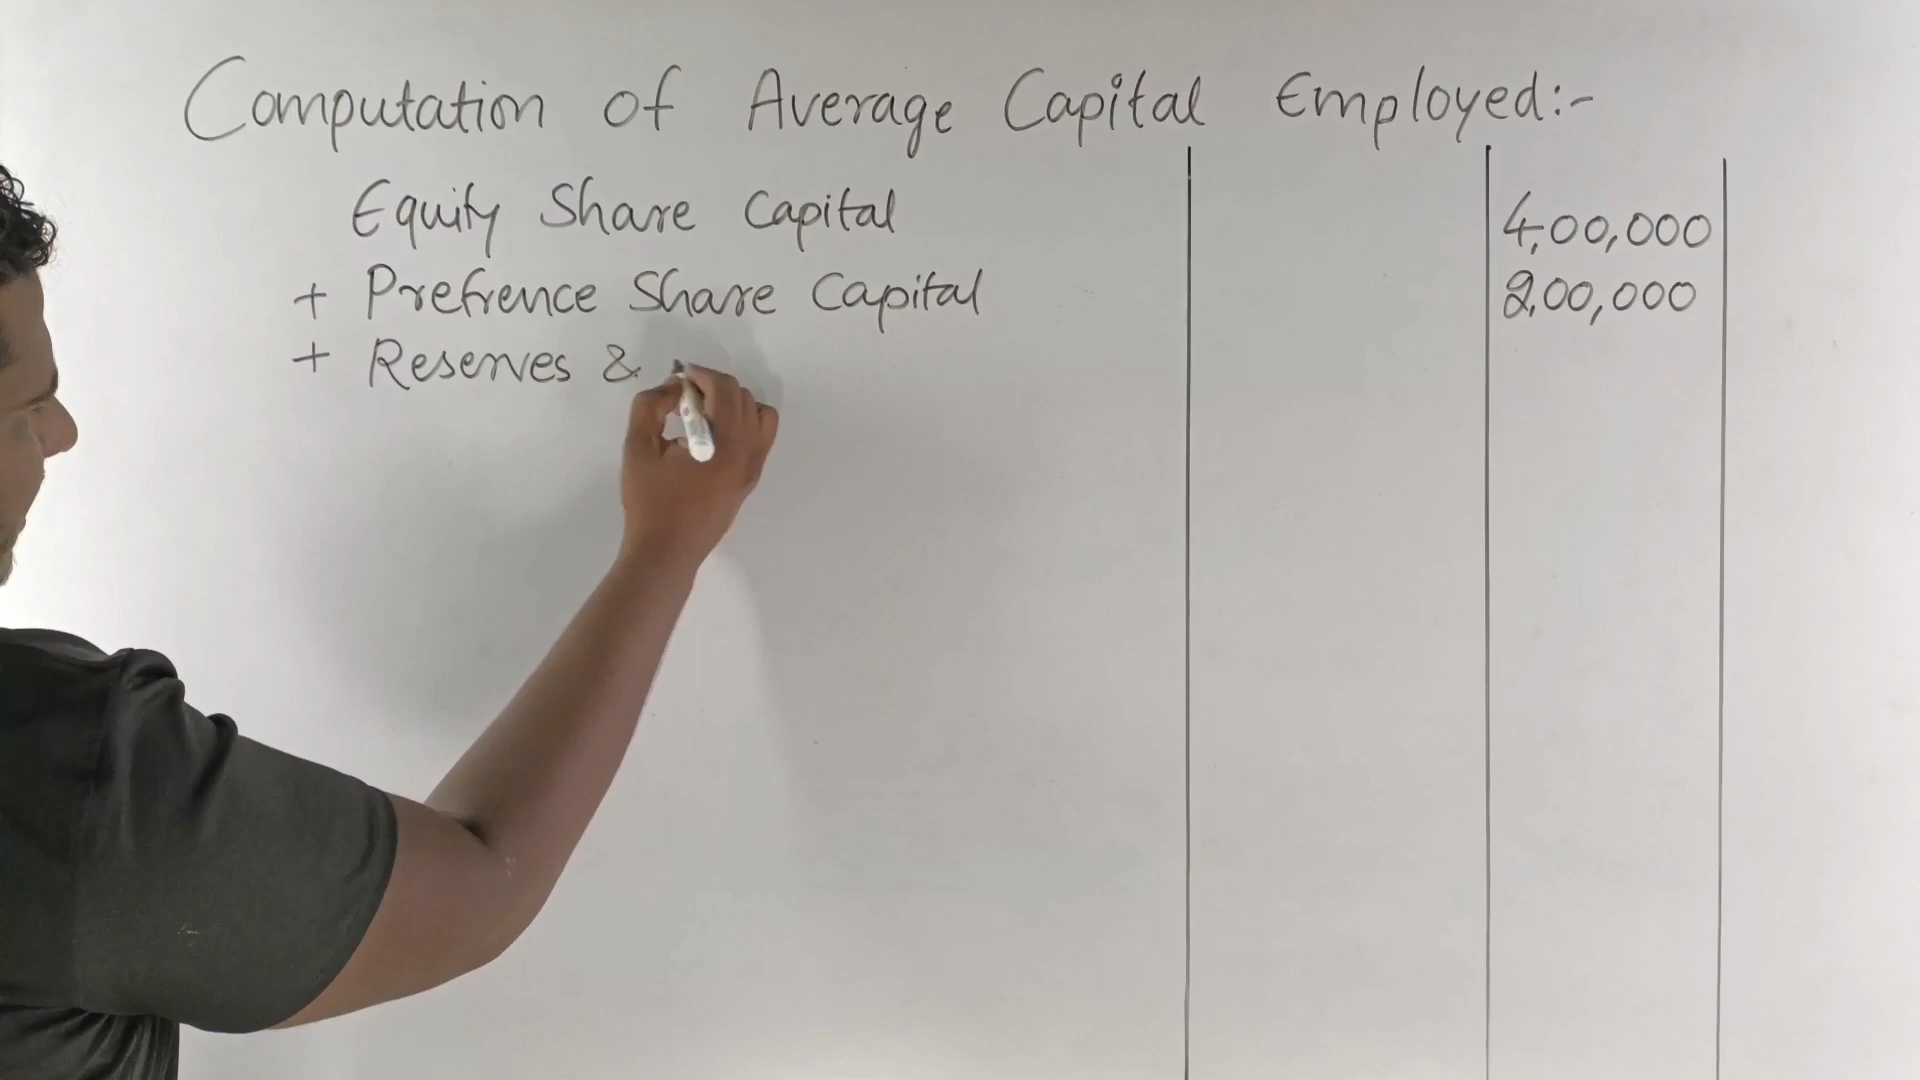 Computation of Average Capital Employed:-
Equity Share Capital 4,00,000
+ Prefrence Share Capital 2,00,000
+ Reserves &